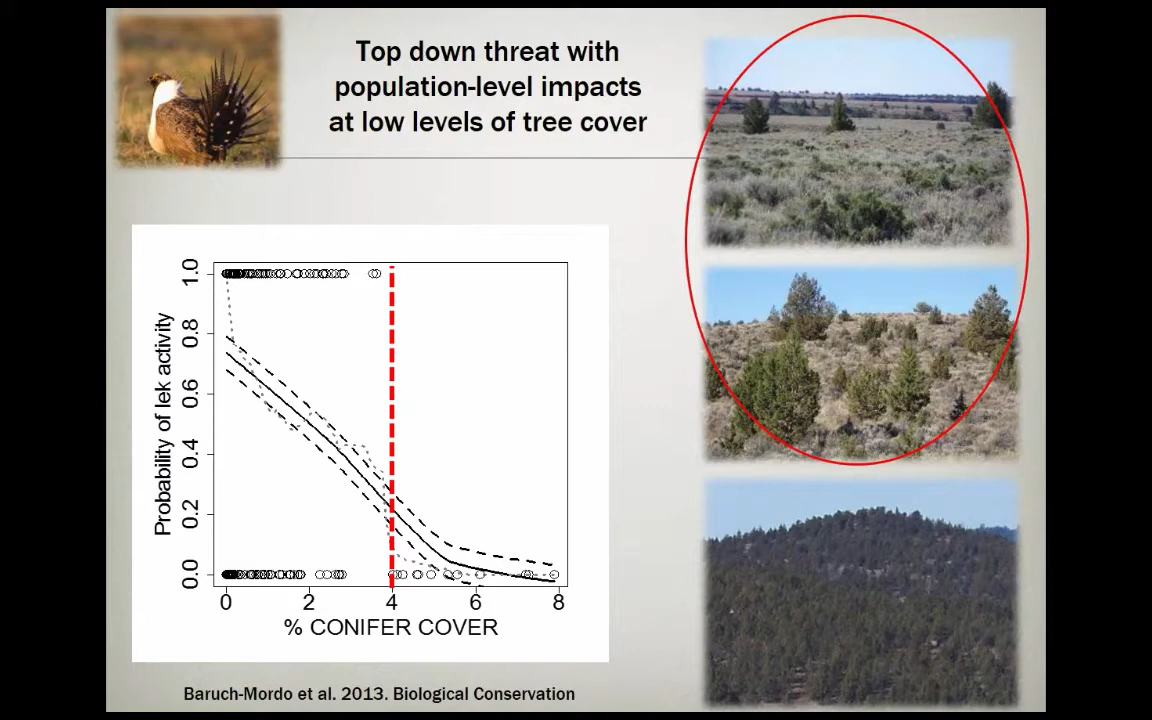 Top down threat with
population-level impacts
at low levels of tree cover
Probability of lek activity
1.0
0.8
0.6
0.4
0.2
0.0
0 2 4 6 8
% CONIFER COVER
Baruch-Mordo et al. 2013. Biological Conservation